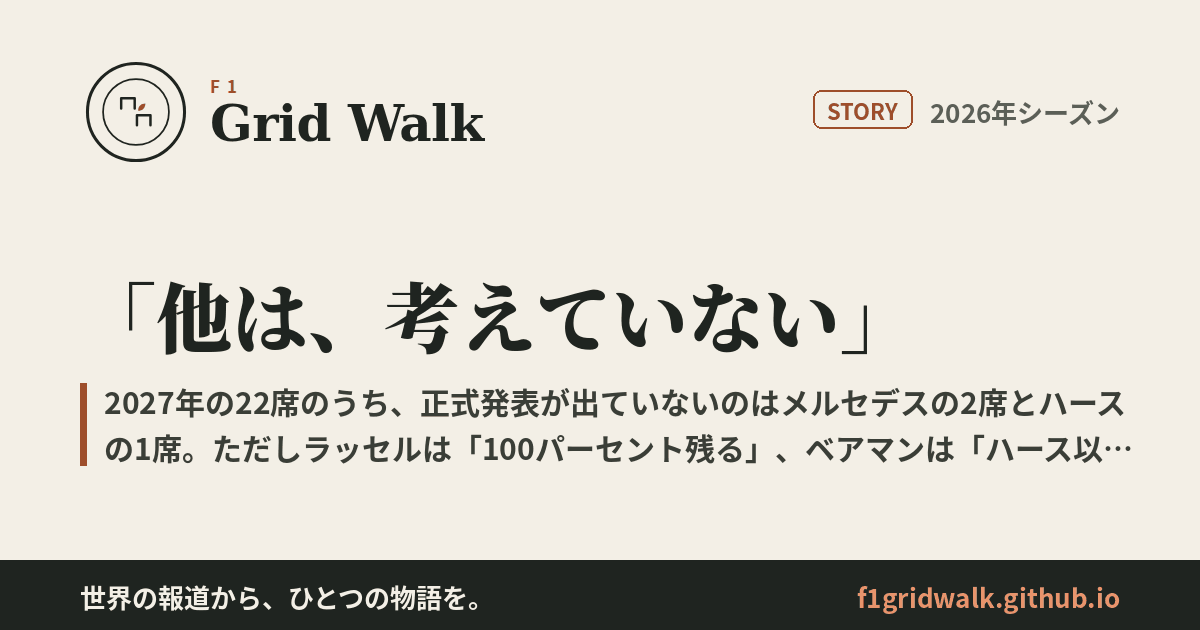 F1
Grid Walk
STORY 2026年シーズン
「他は、考えていない」
2027年の22席のうち、正式発表が出ていないのはメルセデスの2席とハース
の1席。ただしラッセルは「100パーセント残る」、ベアマンは「ハース以…
世界の報道から、ひとつの物語を。
f1gridwalk.github.io